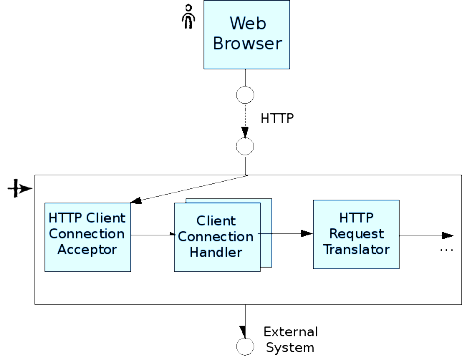 Web
Browser
HTTP
HTTP Client
Connection
Acceptor
Client
Connection
Handler
HTTP
Request
Translator
...
External
System